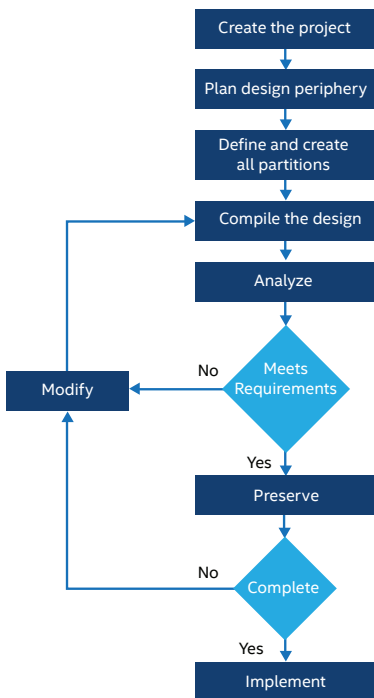 Create the project
Plan design periphery
Define and create
all partitions
Compile the design
Analyze
Meets
Requirements
No
Modify
Yes
Preserve
No
Complete
Yes
Implement